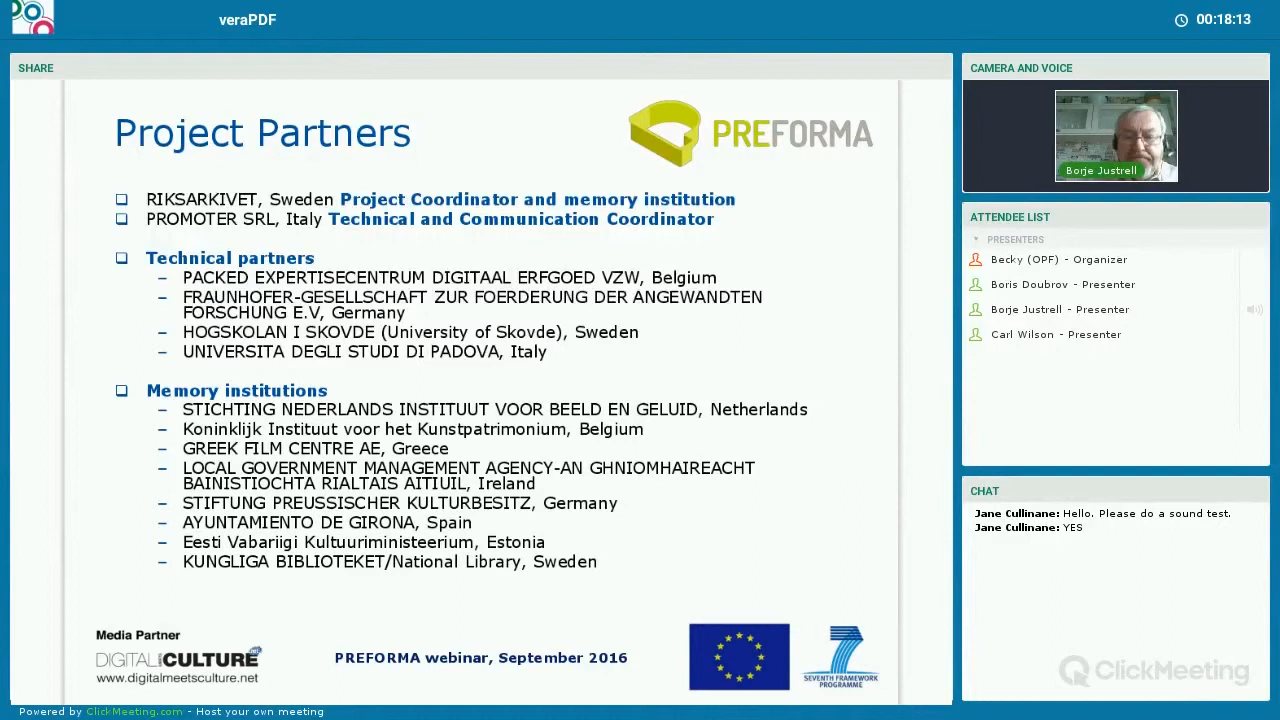 veraPDF
00:18:13
SHARE
Project Partners
PREFORMA
RIKSARKIVET, Sweden Project Coordinator and memory institution
PROMOTER SRL, Italy Technical and Communication Coordinator
Technical partners
– PACKED EXPERTISECENTRUM DIGITAAL ERFGOED VZW, Belgium
– FRAUNHOFER-GESELLSCHAFT ZUR FOERDERUNG DER ANGEWANDTEN
FORSCHUNG E.V, Germany
– HOGSKOLAN I SKOVDE (University of Skovde), Sweden
– UNIVERSITA DEGLI STUDI DI PADOVA, Italy
Memory institutions
– STICHTING NEDERLANDS INSTITUUT VOOR BEELD EN GELUID, Netherlands
– Koninklijk Instituut voor het Kunstpatrimonium, Belgium
– GREEK FILM CENTRE AE, Greece
– LOCAL GOVERNMENT MANAGEMENT AGENCY-AN GHNIOMHAIREACHT
BAINISTIOCHTA RIALTAIS AITIUIL, Ireland
– STIFTUNG PREUSSISCHER KULTURBESITZ, Germany
– AYUNTAMIENTO DE GIRONA, Spain
– Eesti Vabariigi Kultuuriministeerium, Estonia
– KUNGLIGA BIBLIOTEKET/National Library, Sweden
Media Partner
DIGITAL CULTURE
www.digitalmeetsculture.net
PREFORMA webinar, September 2016
7
SEVENTH FRAMEWORK
PROGRAMME
CAMERA AND VOICE
Borje Justrell
ATTENDEE LIST
PRESENTERS
Becky (OPF) - Organizer
Boris Doubrov - Presenter
Borje Justrell - Presenter
Carl Wilson - Presenter
CHAT
Jane Cullinane: Hello. Please do a sound test.
Jane Cullinane: YES
ClickMeeting
Powered by ClickMeeting.com - Host your own meeting